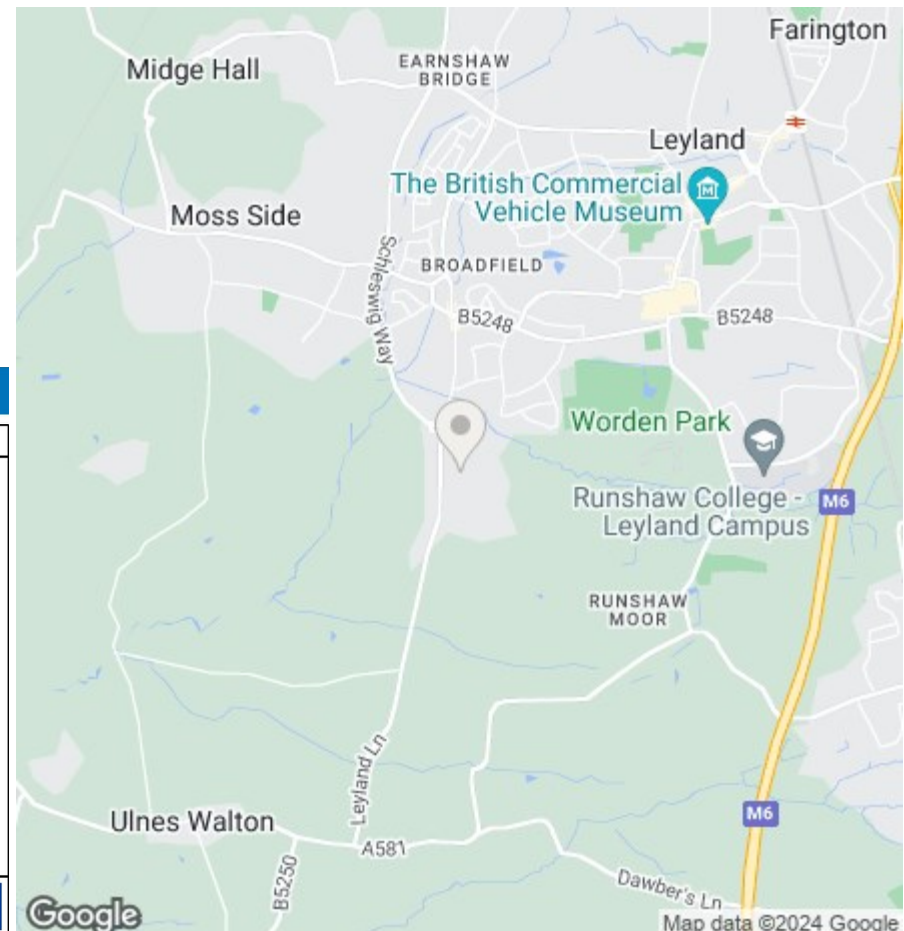 Farington
EARNSHAW
BRIDGE
Midge Hall
Leyland
The British Commercial
Vehicle Museum
Moss Side
Schleswig Way
BROADFIELD
B5248
B5248
Worden Park
Runshaw College -
Leyland Campus
M6
RUNSHAW
MOOR
Leyland Ln
Ulnes Walton
M6
A581
B5250
Dawber's Ln
Google
Map data ©2024 Google